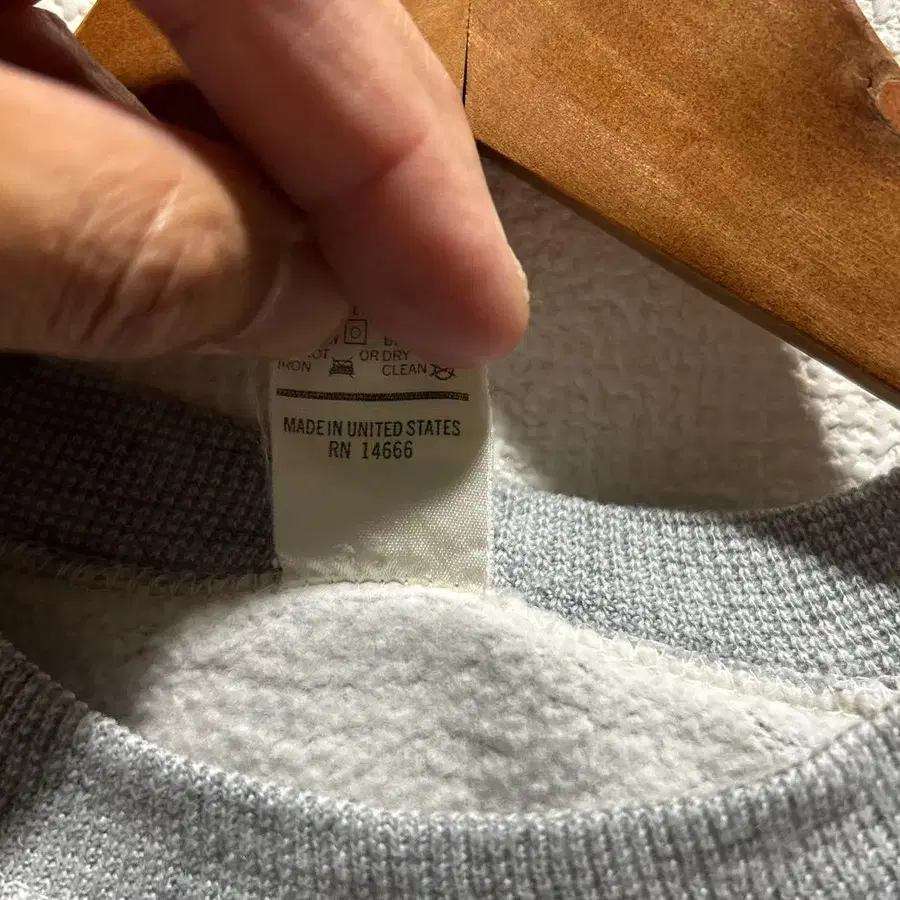 OR DRY
IRON CLEAN
MADE IN UNITED STATES
RN 14666